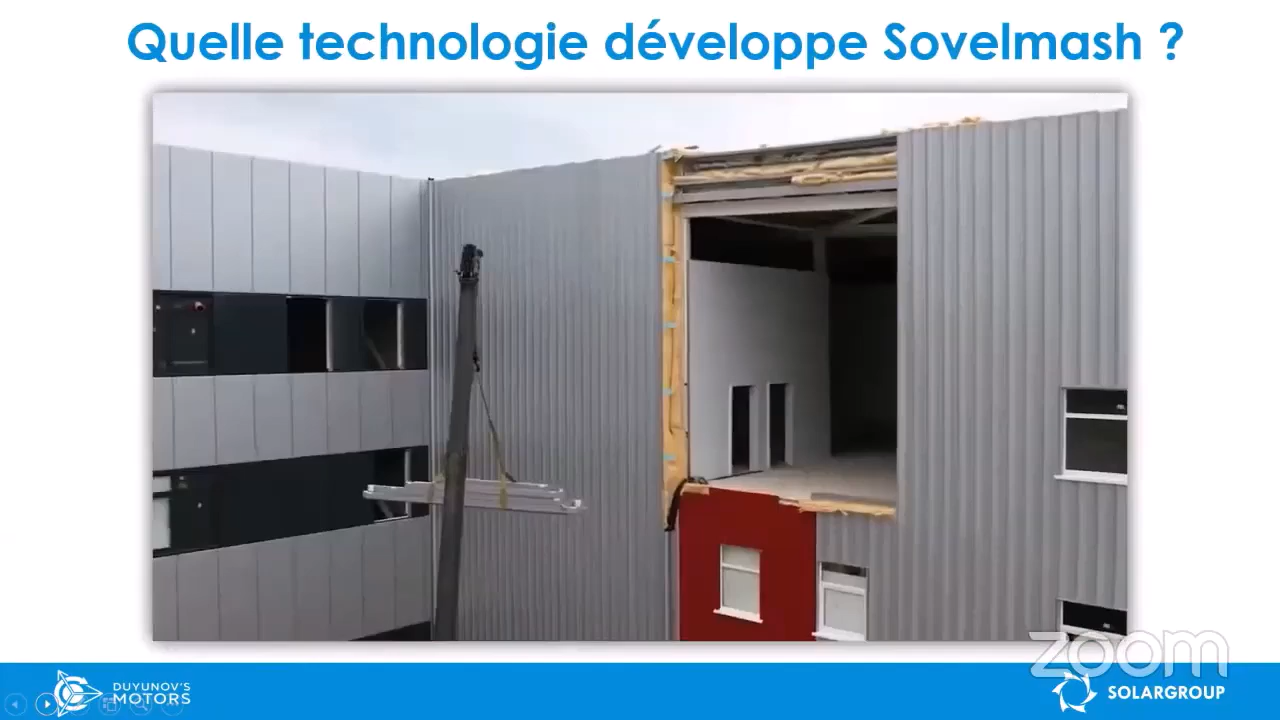 Quelle technologie développe Sovelmash ?
zoom
DUYUNOV'S
MOTORS
SOLARGROUP